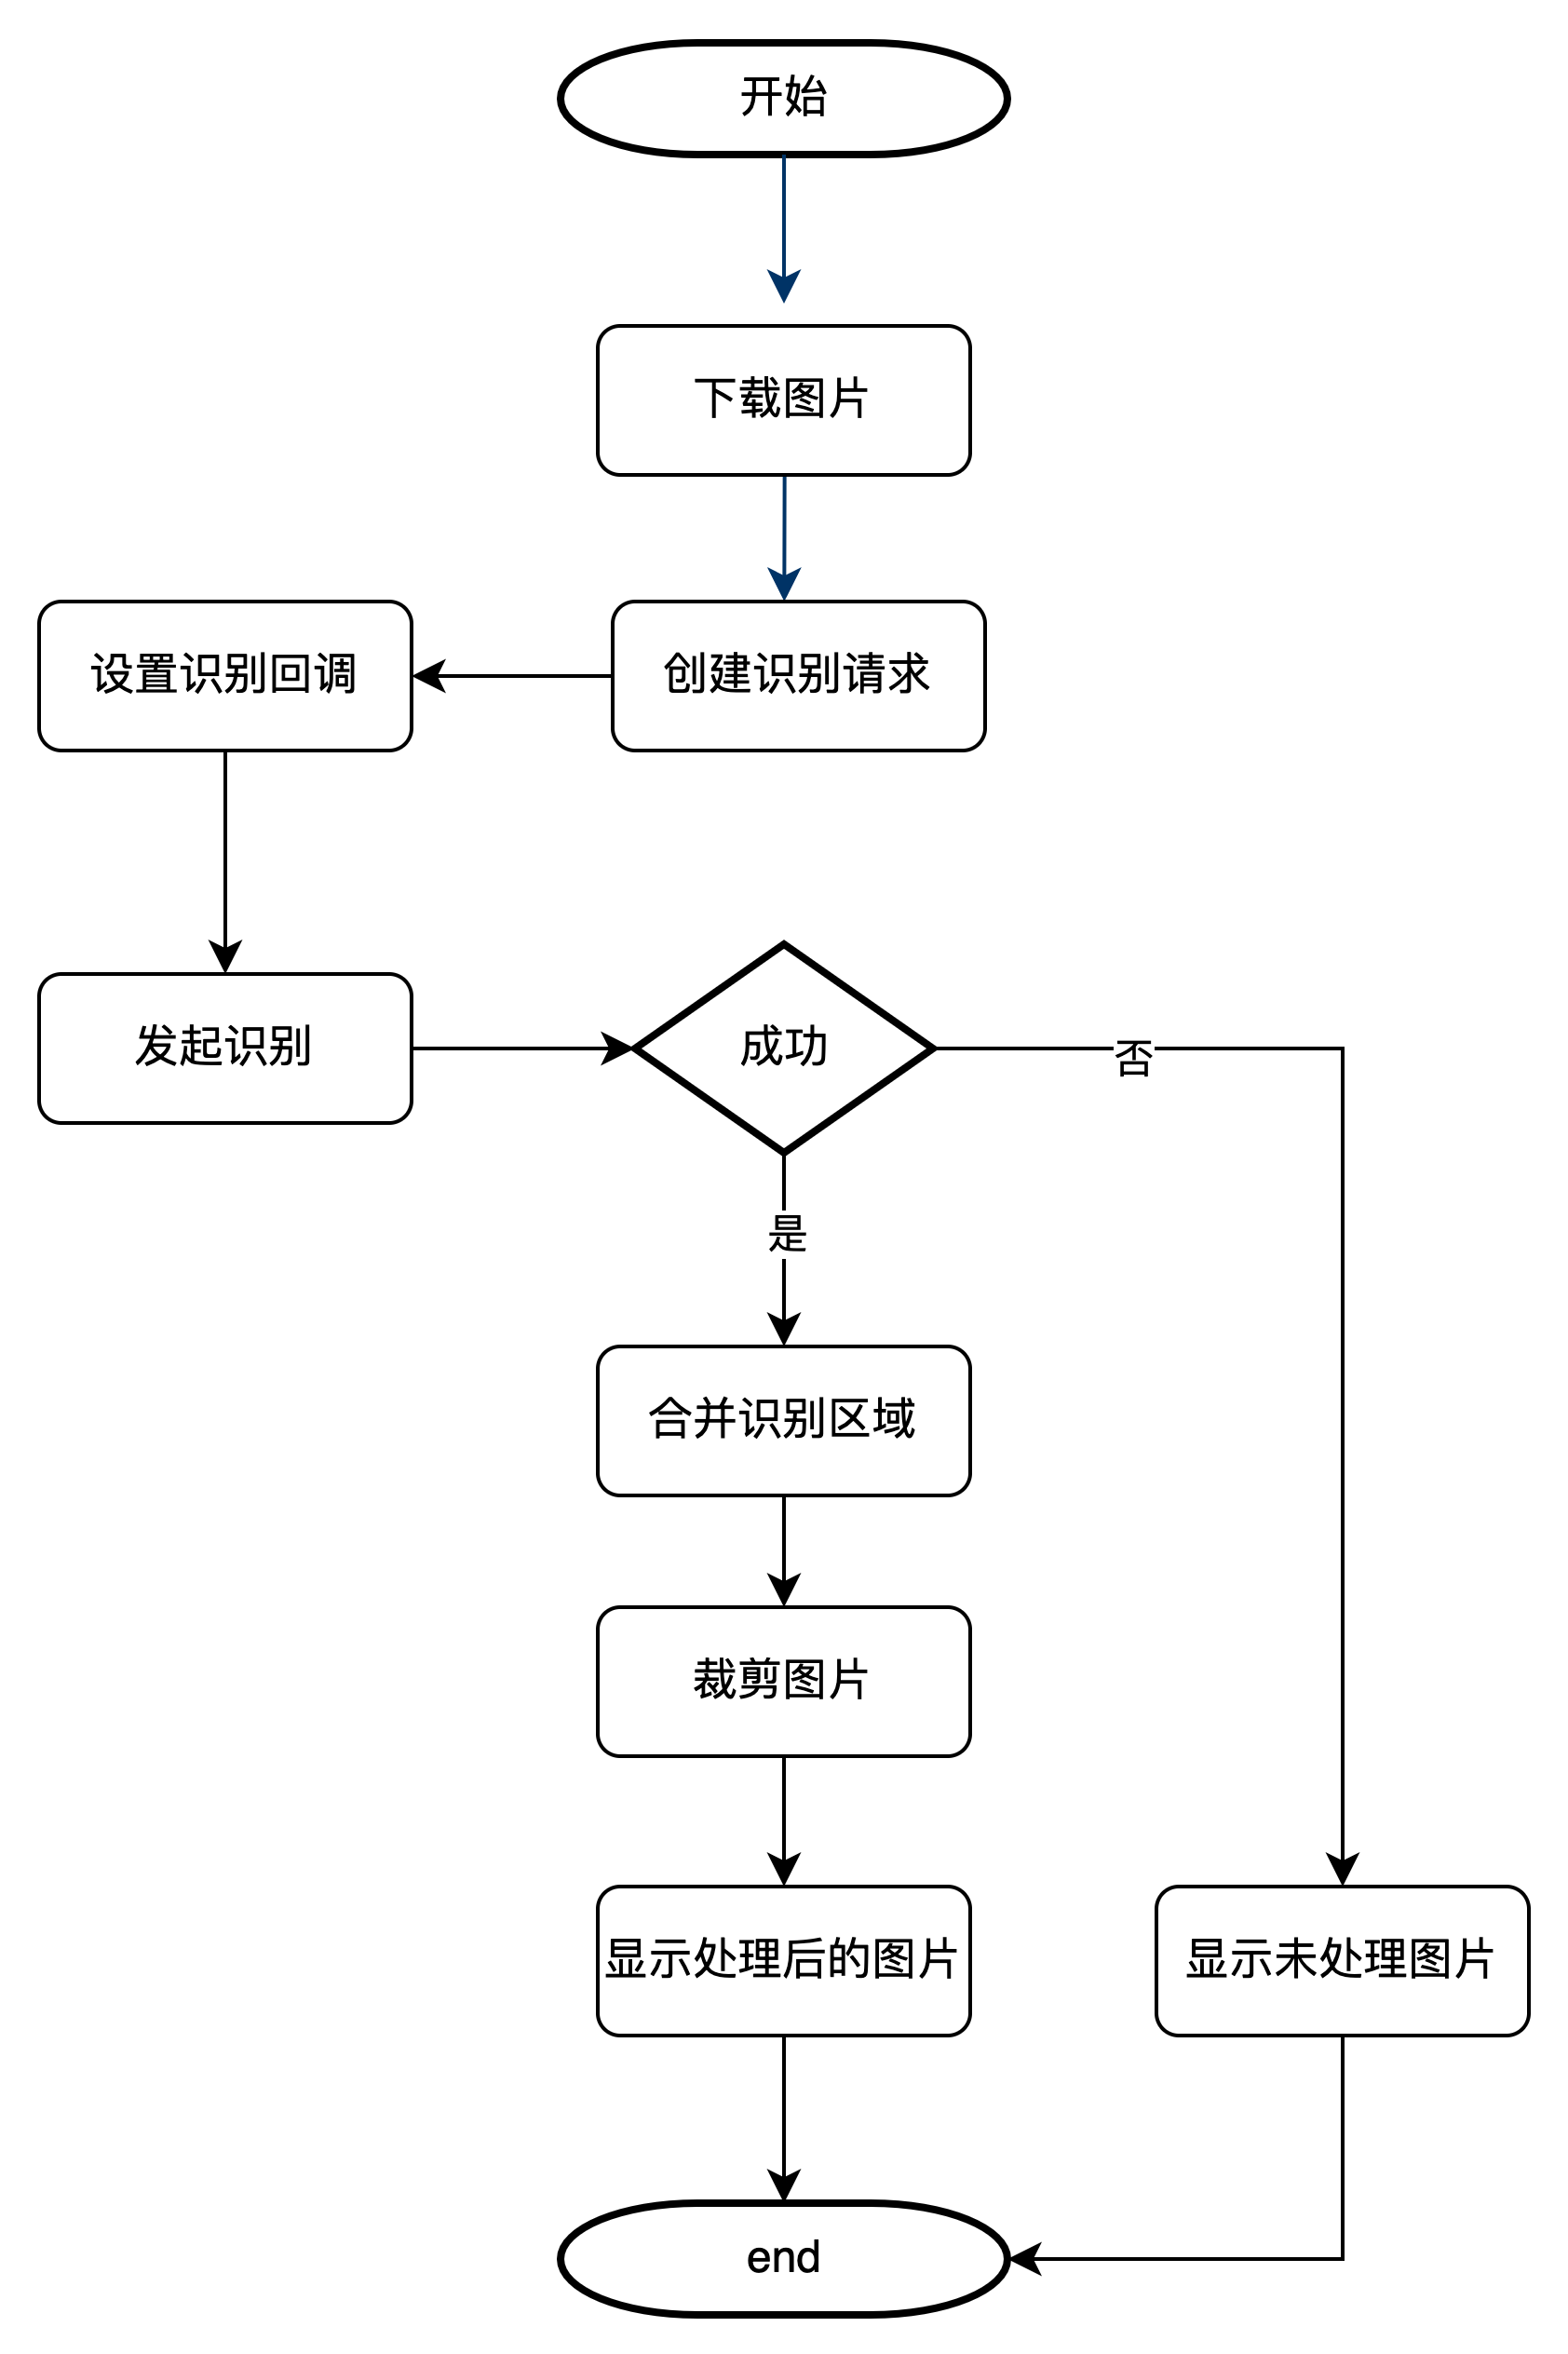 开始
下载图片
设置识别回调
创建识别请求
发起识别
成功
否
是
合并识别区域
裁剪图片
显示处理后的图片
显示未处理图片
end